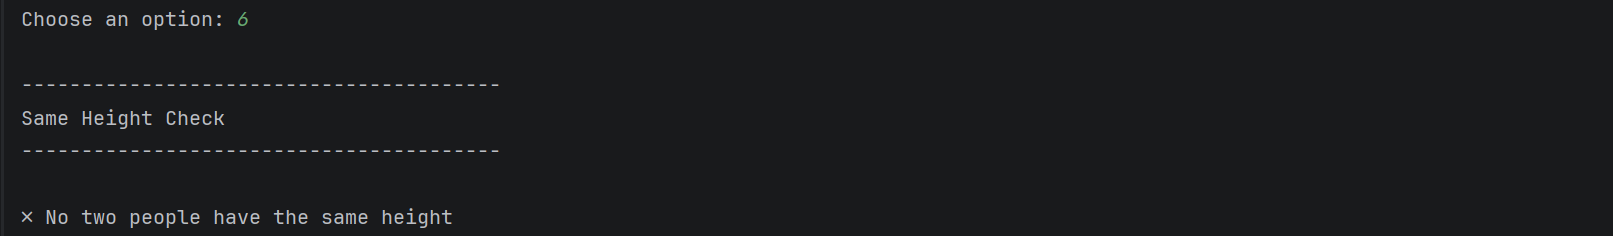 Choose an option: 6
----------------------------------------
Same Height Check
----------------------------------------
× No two people have the same height